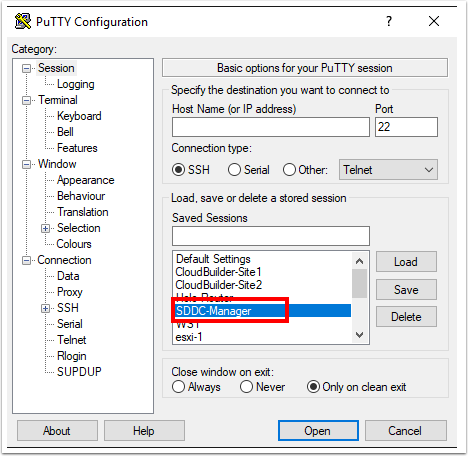 PuTTY Configuration
Category:
Session
Logging
Terminal
Keyboard
Bell
Features
Window
Appearance
Behaviour
Translation
Selection
Colours
Connection
Data
Proxy
SSH
Serial
Telnet
Rlogin
SUPDUP
Basic options for your PuTTY session
Specify the destination you want to connect to
Host Name (or IP address) Port
22
Connection type:
SSH Serial Other: Telnet
Load, save or delete a stored session
Saved Sessions
Default Settings
CloudBuilder-Site1
CloudBuilder-Site2
SDDC-Manager
esxi-1
Load
Save
Delete
Close window on exit:
Always Never Only on clean exit
About Help Open Cancel